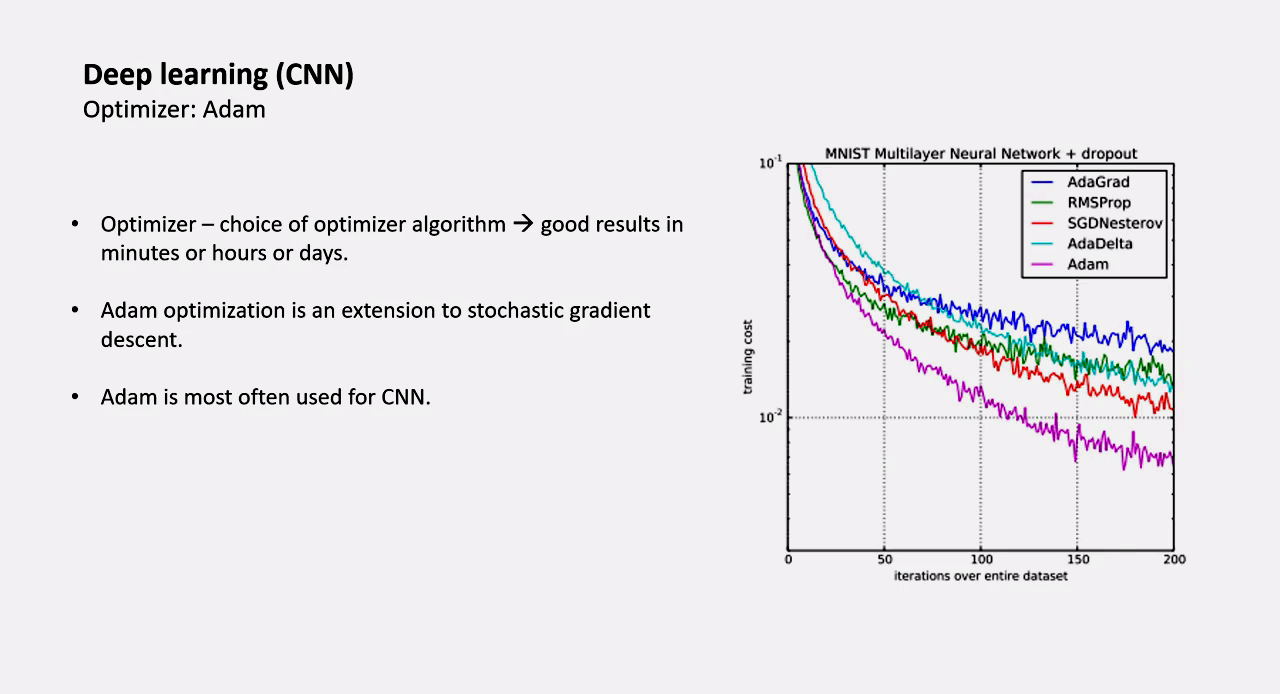 Deep learning (CNN)
Optimizer: Adam
• Optimizer – choice of optimizer algorithm → good results in
minutes or hours or days.
• Adam optimization is an extension to stochastic gradient
descent.
• Adam is most often used for CNN.
MNIST Multilayer Neural Network + dropout
10⁻¹
AdaGrad
RMSProp
SGDNesterov
AdaDelta
Adam
training cost
10⁻²
0 50 100 150 200
iterations over entire dataset